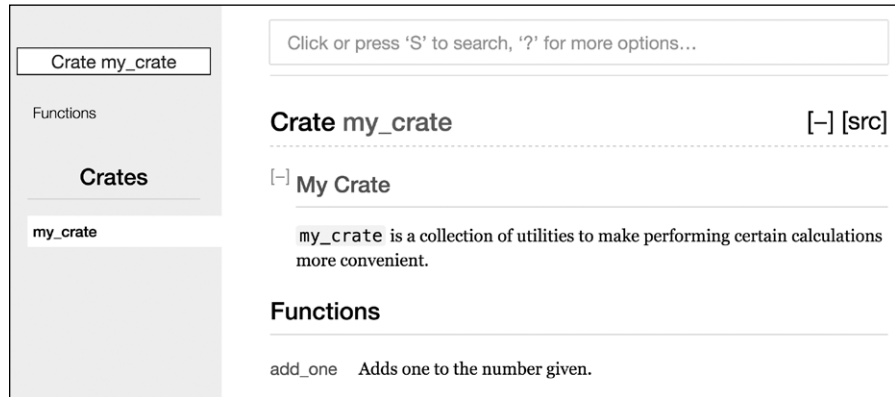 Crate my_crate
Functions
Crates
my_crate
Click or press ‘S’ to search, ‘?’ for more options…
Crate my_crate [–] [src]
[–] My Crate
my_crate is a collection of utilities to make performing certain calculations
more convenient.
Functions
add_one Adds one to the number given.